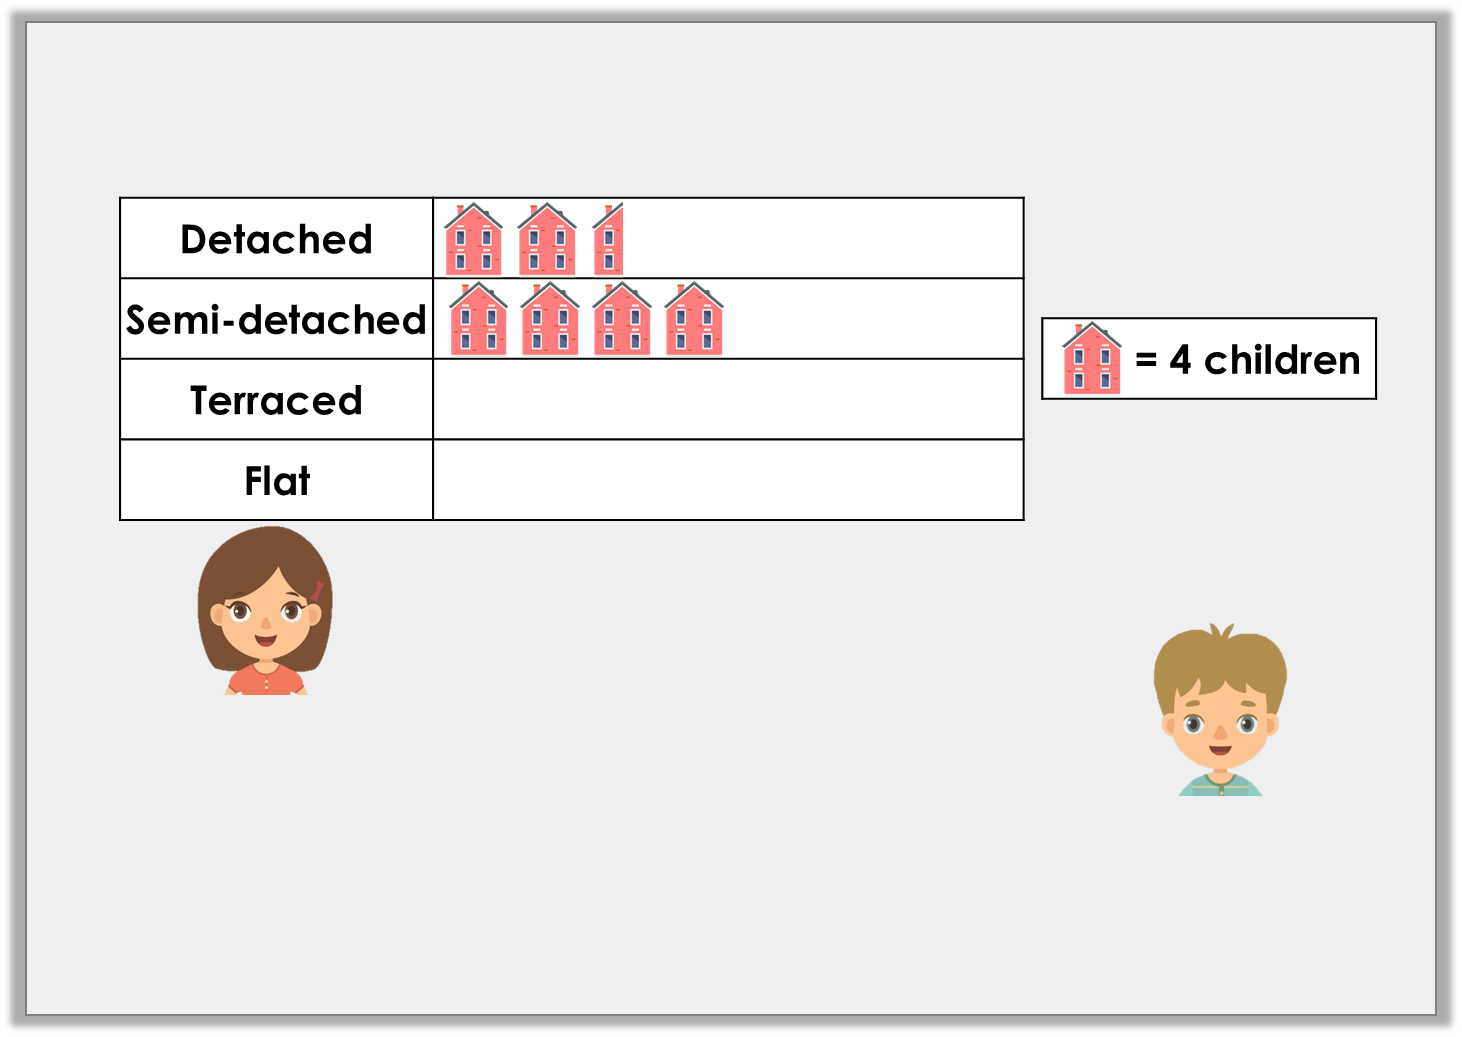 Detached
Semi-detached
= 4 children
Terraced
Flat